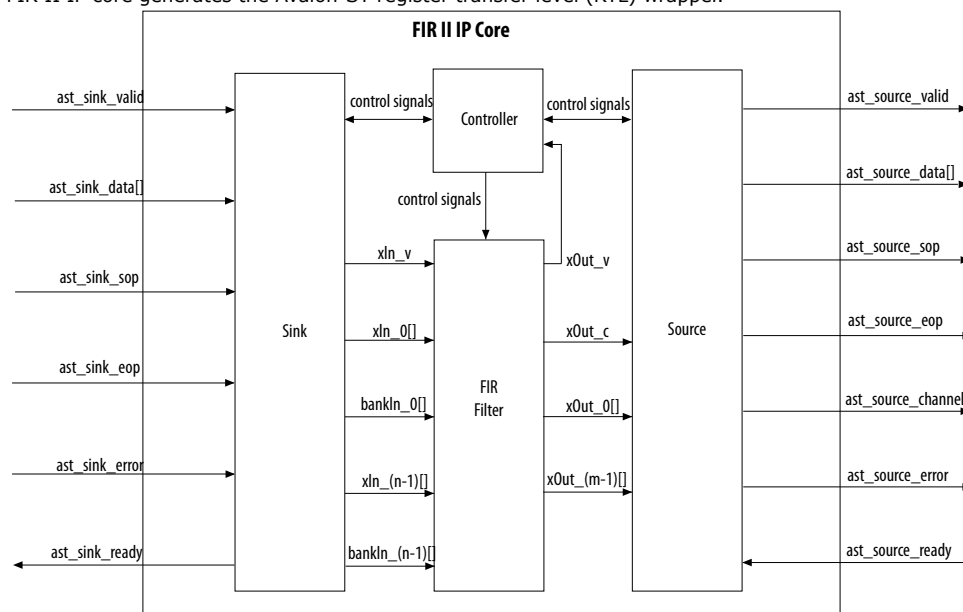 FIR II IP core generates the Avalon-ST register transfer level (RTL) wrapper.
FIR II IP Core
ast_sink_valid
control signals
Controller
control signals
ast_source_valid
ast_sink_data[]
ast_source_data[]
control signals
xIn_v
xOut_v
ast_source_sop
ast_sink_sop
Sink
xIn_0[]
xOut_c
Source
ast_source_eop
ast_sink_eop
FIR
Filter
bankIn_0[]
xOut_0[]
ast_source_channel
ast_sink_error
xIn_(n-1)[]
xOut_(m-1)[]
ast_source_error
ast_sink_ready
bankIn_(n-1)[]
ast_source_ready